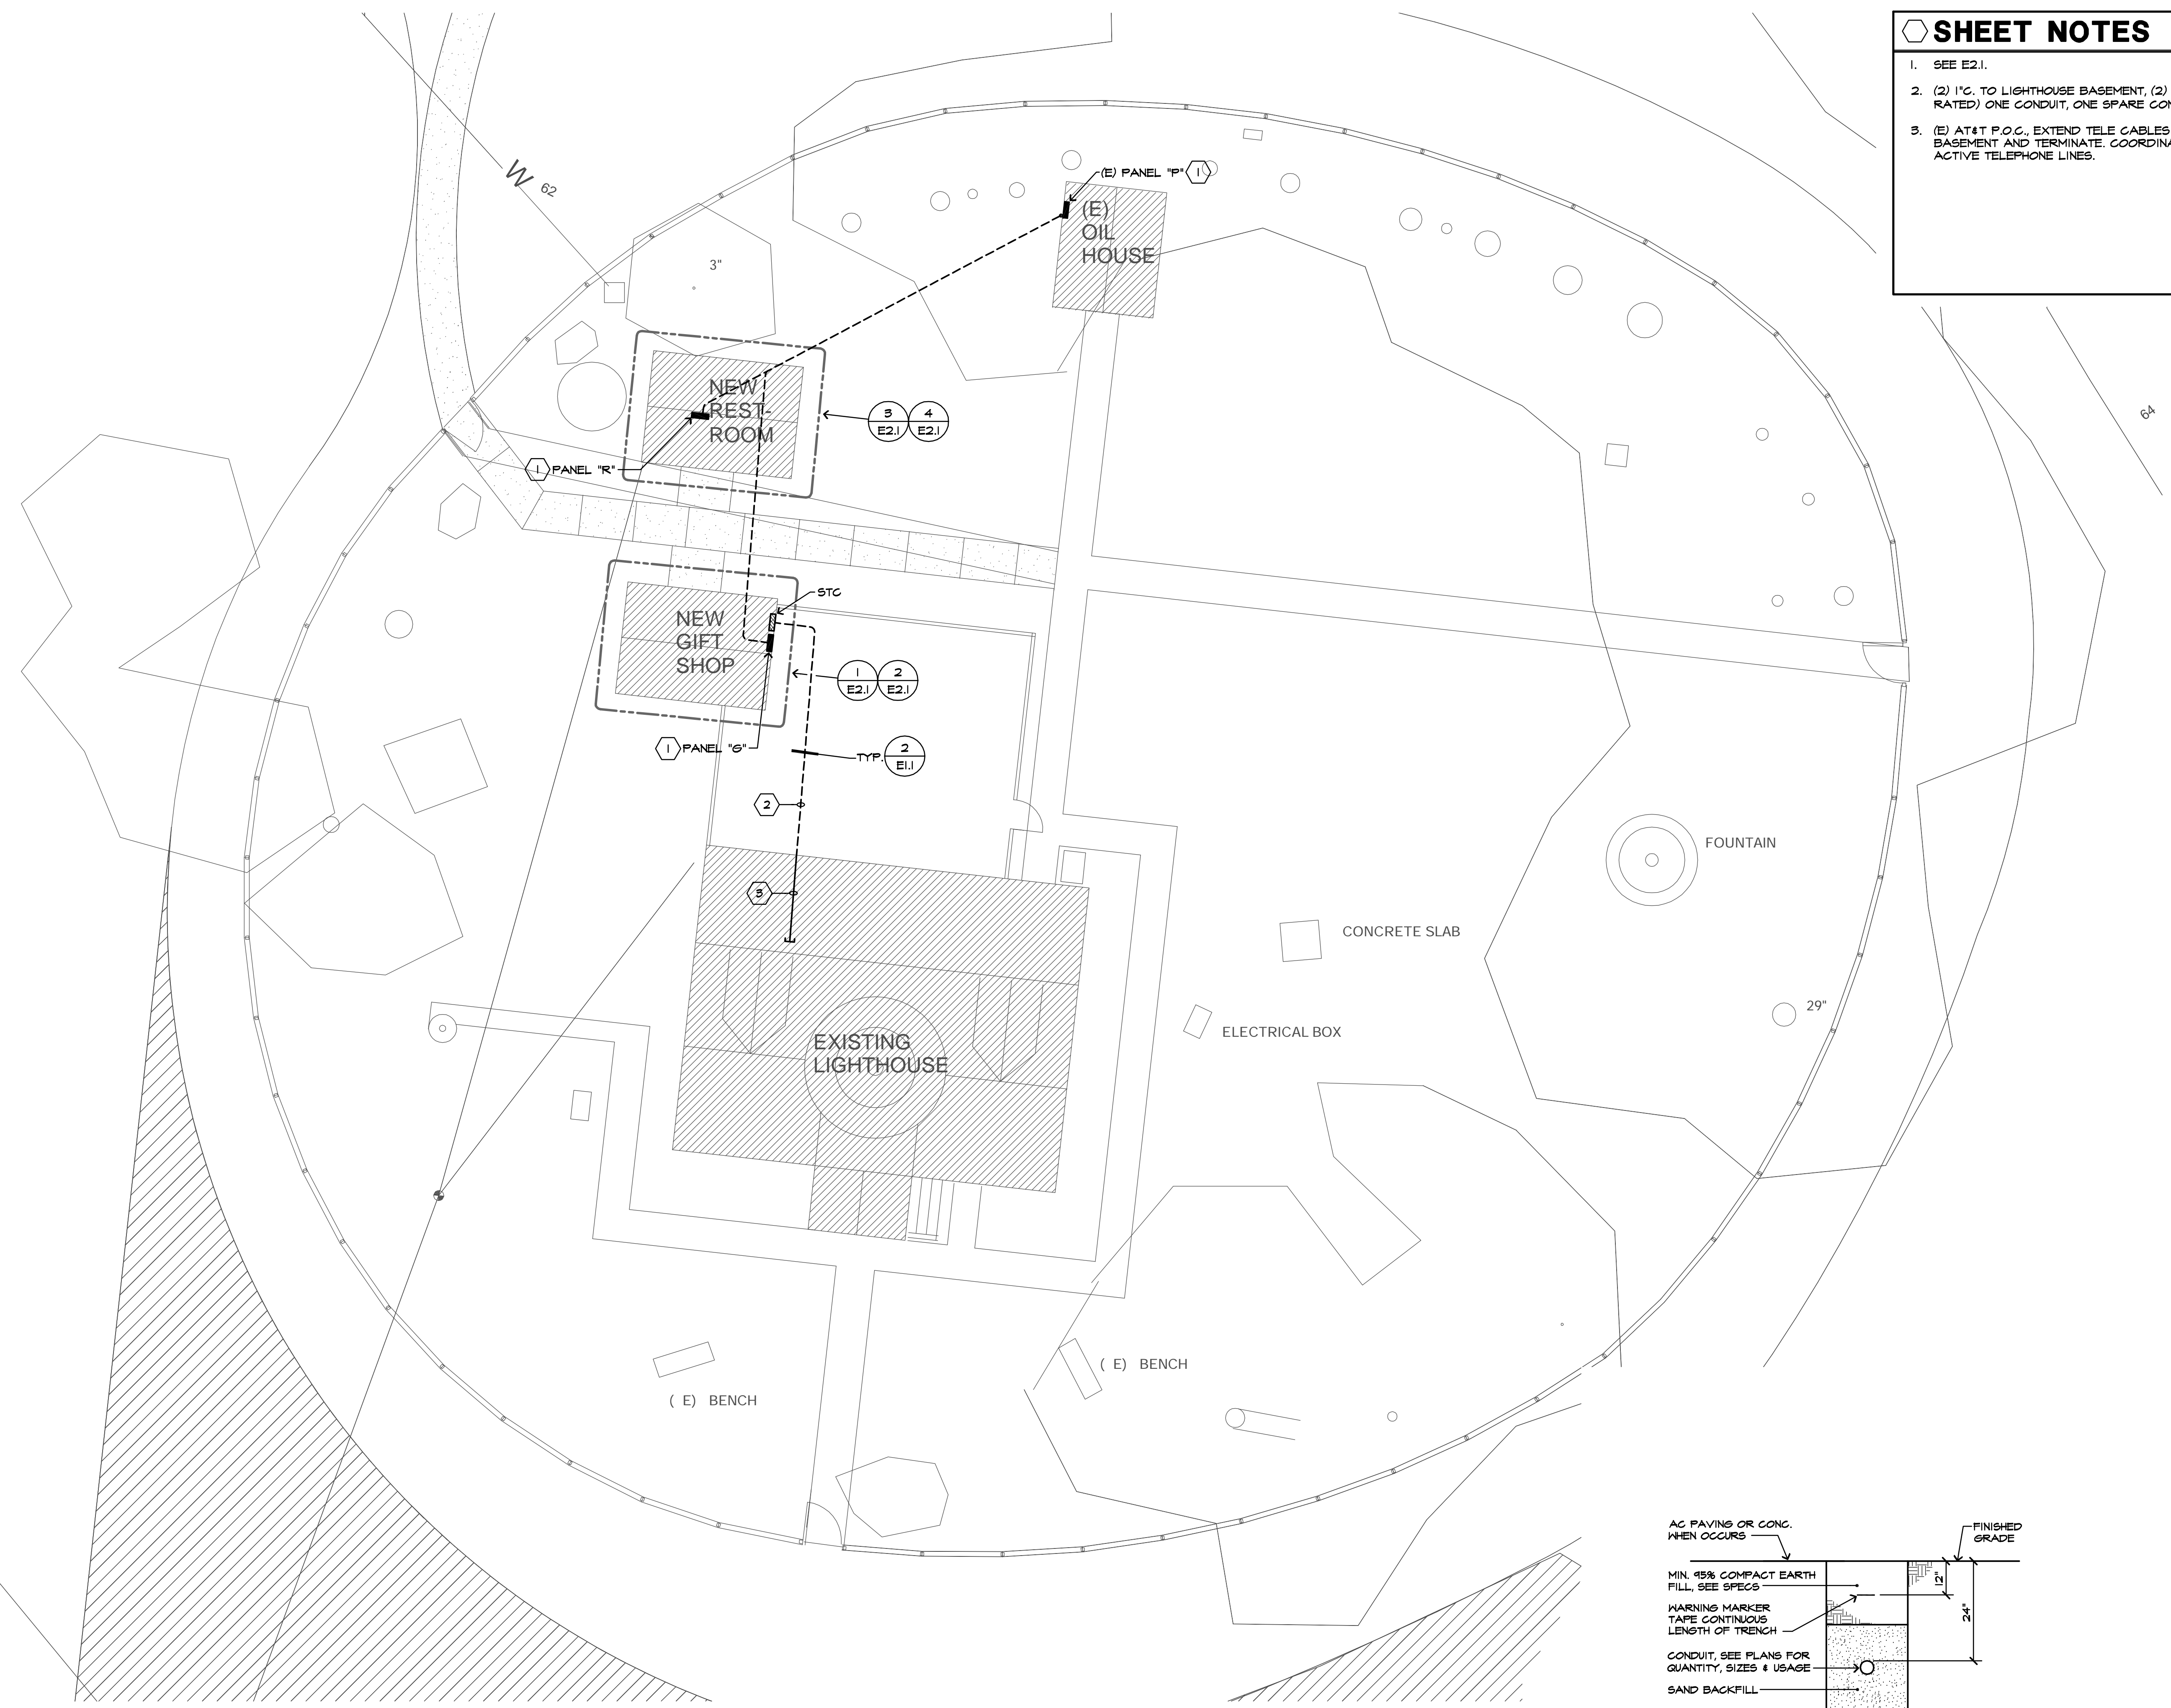 SHEET NOTES
1. SEE E2.1.
2. (2) 1"C. TO LIGHTHOUSE BASEMENT, (2)
RATED) ONE CONDUIT, ONE SPARE
3. (E) AT&T P.O.C., EXTEND TELE CABLES
BASEMENT AND TERMINATE.
ACTIVE TELEPHONE LINES.
W 62
(E) PANEL "P" 1
(E)
OIL
HOUSE
3"
64
NEW
REST-
ROOM
3
E2.1
4
E2.1
1 PANEL "R"
STC
NEW
GIFT
SHOP
1
E2.1
2
E2.1
1 PANEL "G"
TYP.
2
E1.1
2
3
FOUNTAIN
CONCRETE SLAB
29"
ELECTRICAL BOX
EXISTING
LIGHTHOUSE
( E) BENCH
( E) BENCH
AC PAVING OR CONC.
WHEN OCCURS
FINISHED
GRADE
MIN. 95% COMPACT EARTH
FILL, SEE SPECS
12"
24"
WARNING MARKER
TAPE CONTINUOUS
LENGTH OF TRENCH
CONDUIT, SEE PLANS FOR
QUANTITY, SIZES & USAGE
SAND BACKFILL